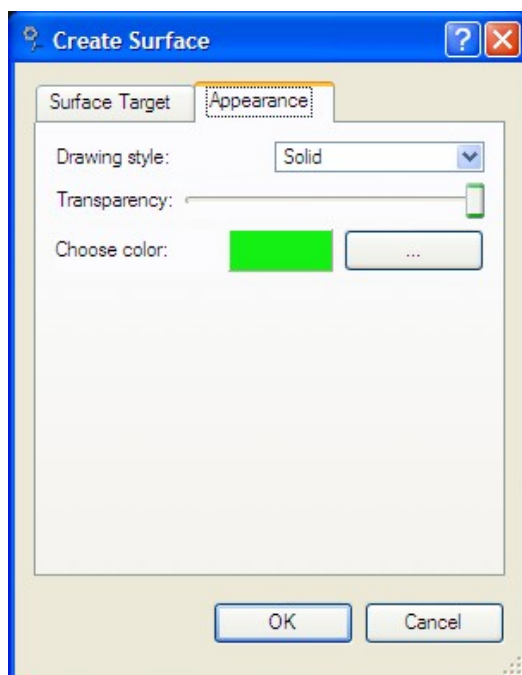 Create Surface
Surface Target Appearance
Drawing style: Solid
Transparency:
Choose color: ...
OK Cancel